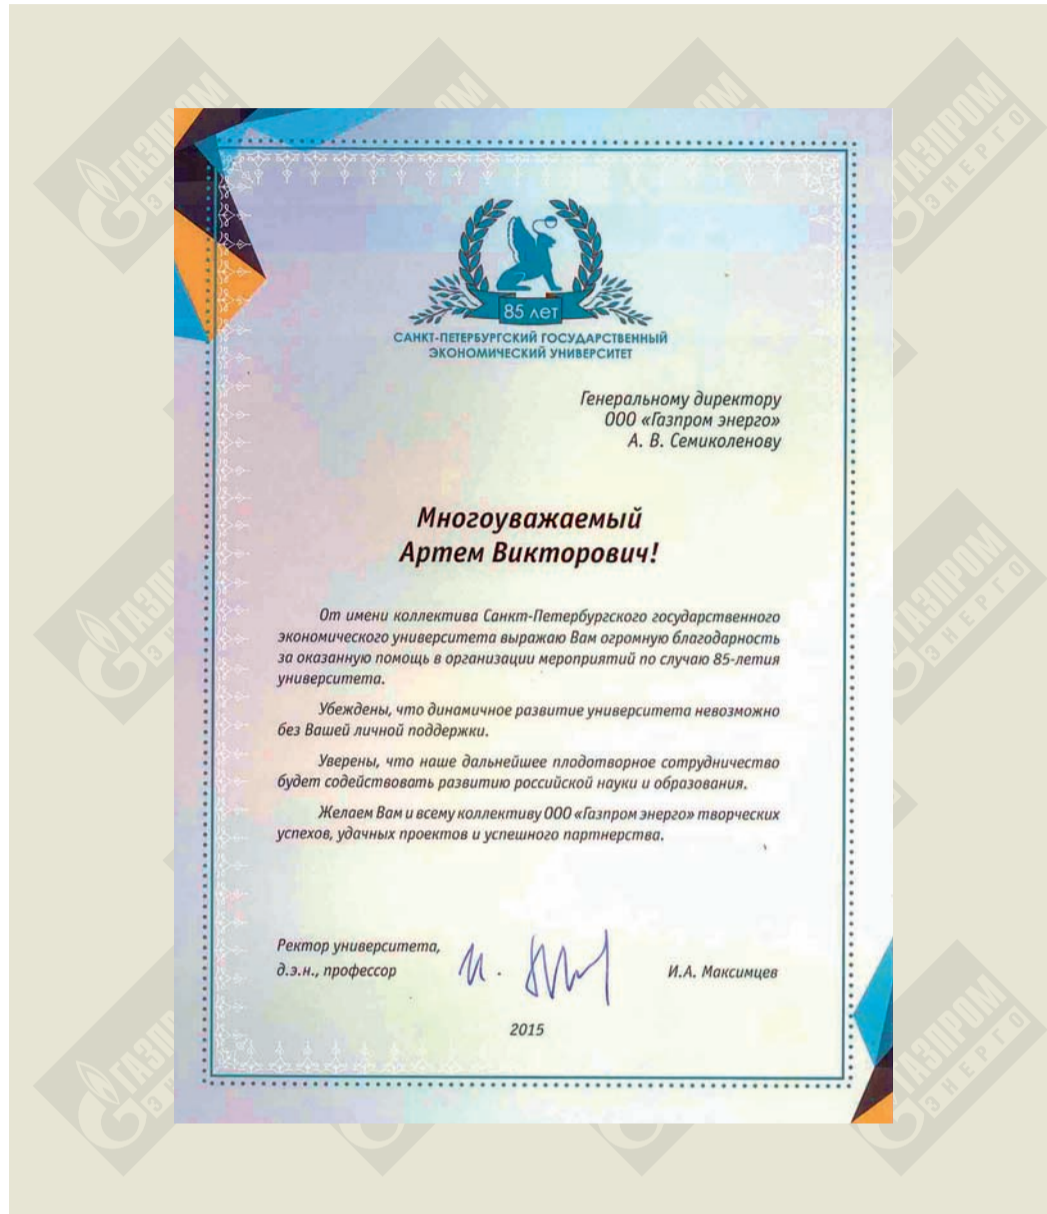 85 лет
САНКТ-ПЕТЕРБУРГСКИЙ ГОСУДАРСТВЕННЫЙ
ЭКОНОМИЧЕСКИЙ УНИВЕРСИТЕТ
Генеральному директору
ООО «Газпром энерго»
А. В. Семиколенову
Многоуважаемый
Артем Викторович!
От имени коллектива Санкт-Петербургского государственного
экономического университета выражаю Вам огромную благодарность
за оказанную помощь в организации мероприятий по случаю 85-летия
университета.
Убеждены, что динамичное развитие университета невозможно
без Вашей личной поддержки.
Уверены, что наше дальнейшее плодотворное сотрудничество
будет содействовать развитию российской науки и образования.
Желаем Вам и всему коллективу ООО «Газпром энерго» творческих
успехов, удачных проектов и успешного партнерства.
Ректор университета,
д.э.н., профессор
И.А. Максимцев
2015